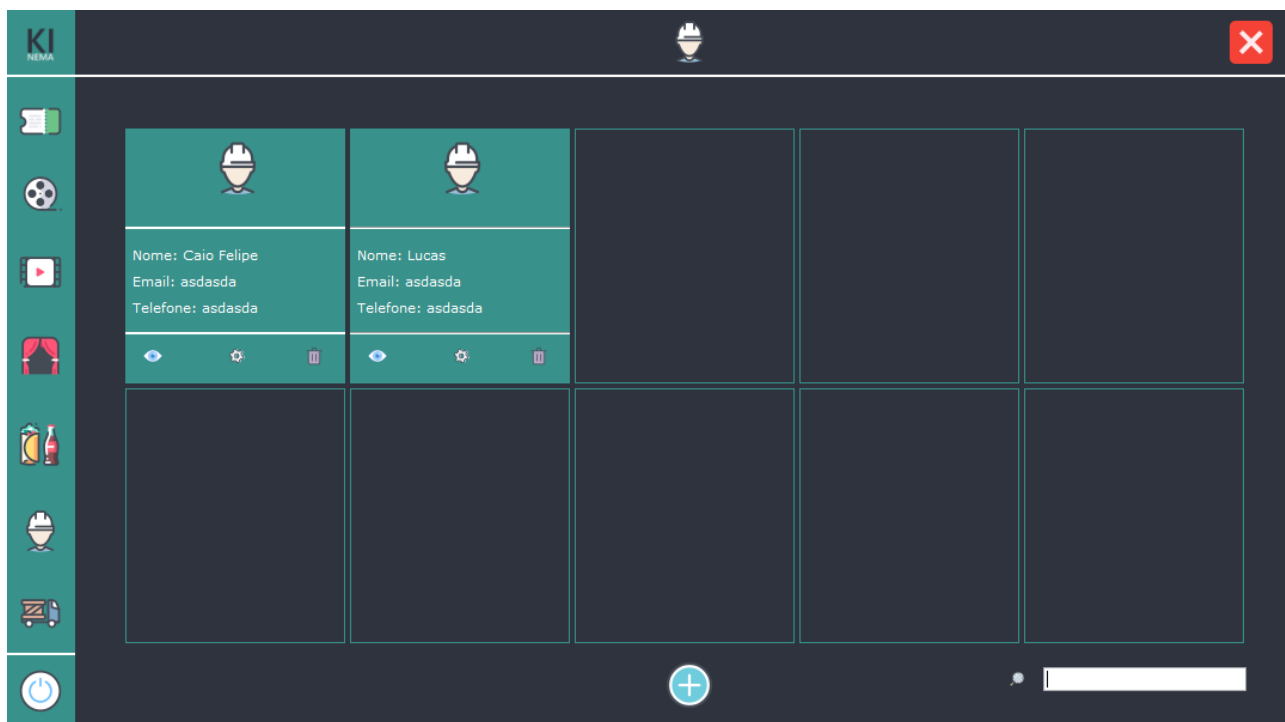 KI
NEMA
Nome: Caio Felipe
Email: asdasda
Telefone: asdasda
Nome: Lucas
Email: asdasda
Telefone: asdasda